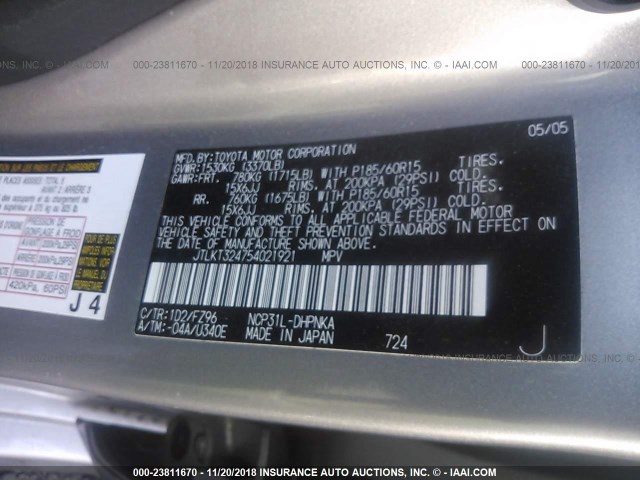 000-23811670 - 11/20/2018 INSURANCE AUTO AUCTIONS, INC. - IAAI.COM
05/05
MFD.BY:TOYOTA MOTOR CORPORATION
GVWR:1530KG (3370LB)
GAWR:FRT. 780KG (1715LB) WITH P185/60R15 TIRES.
15X6JJ RIMS. AT 200KPA (29PSI) COLD.
RR. 760KG (1675LB) WITH P185/60R15 TIRES.
15X6JJ RIMS. AT 200KPA (29PSI) COLD.
THIS VEHICLE CONFORMS TO ALL APPLICABLE FEDERAL MOTOR
VEHICLE SAFETY AND THEFT PREVENTION STANDARDS IN EFFECT ON
THE DATE OF MANUFACTURE SHOWN ABOVE.
JTLKT324754021921 MPV
C/TR:1D2/FZ96 NCP31L-DHPNKA
A/TM:-04A/U340E MADE IN JAPAN 724
J
420kPa, 60PSI
J 4
000-23811670 - 11/20/2018 INSURANCE AUTO AUCTIONS, INC. - IAAI.COM